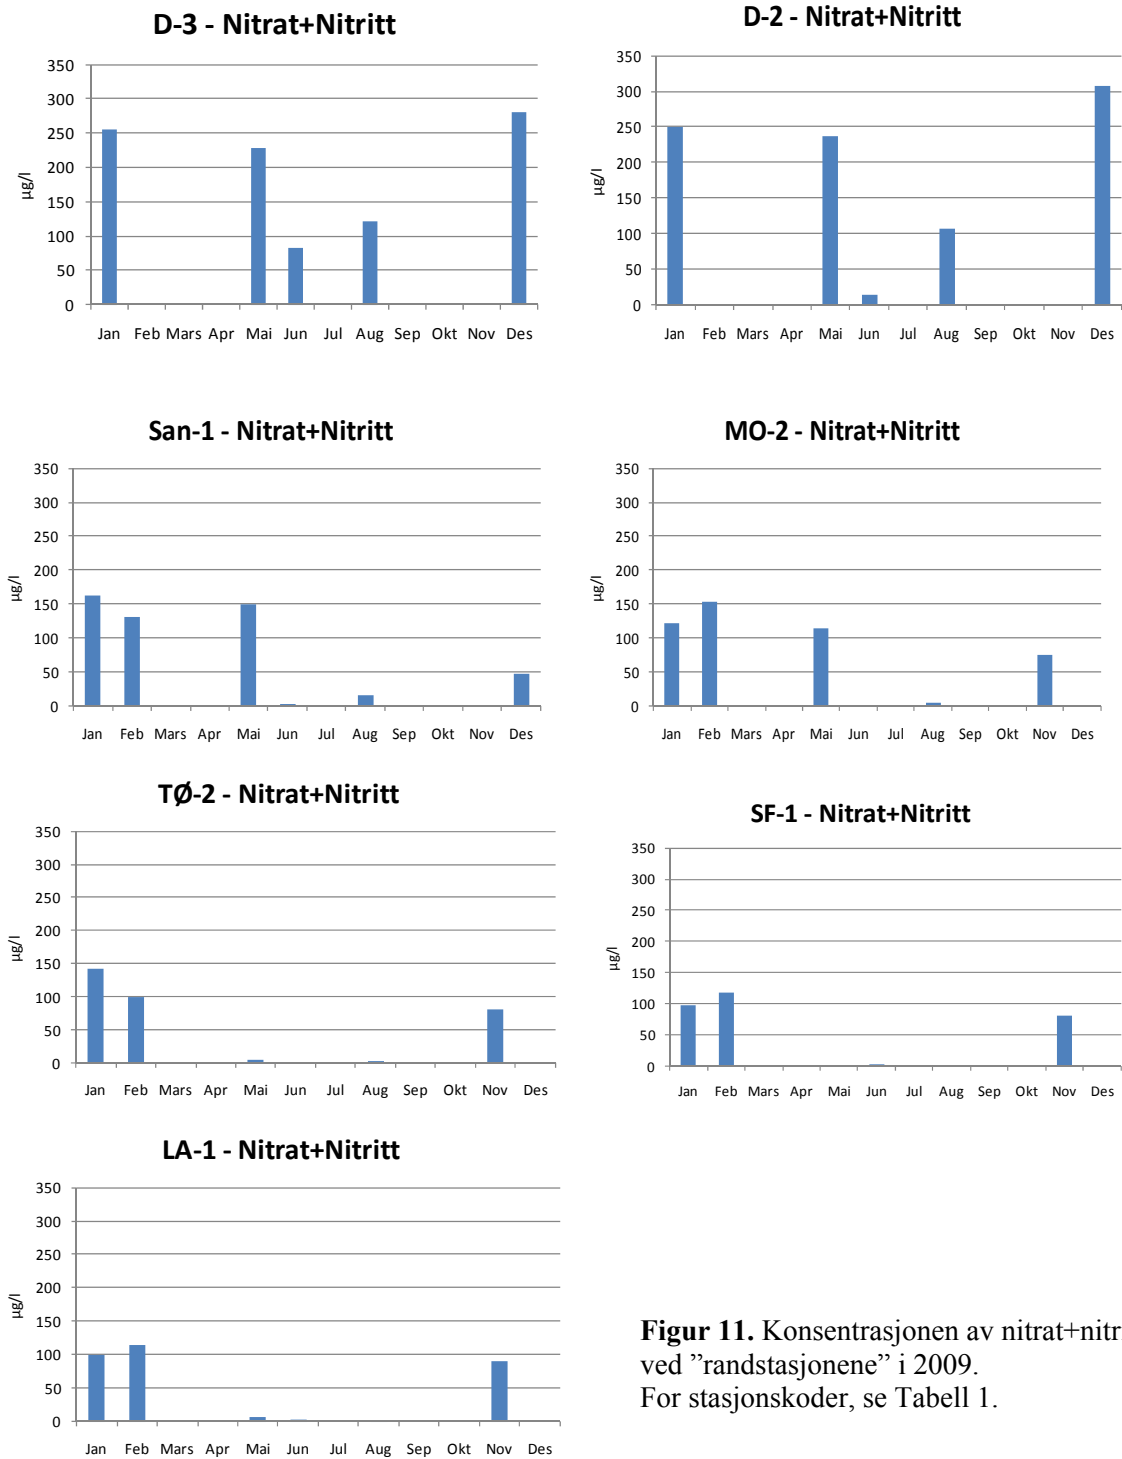 D-3 - Nitrat+Nitritt
350
300
250
200
150
100
50
0
µg/l
Jan Feb Mars Apr Mai Jun Jul Aug Sep Okt Nov Des
D-2 - Nitrat+Nitritt
350
300
250
200
150
100
50
0
µg/l
Jan Feb Mars Apr Mai Jun Jul Aug Sep Okt Nov Des
San-1 - Nitrat+Nitritt
350
300
250
200
150
100
50
0
µg/l
Jan Feb Mars Apr Mai Jun Jul Aug Sep Okt Nov Des
MO-2 - Nitrat+Nitritt
350
300
250
200
150
100
50
0
µg/l
Jan Feb Mars Apr Mai Jun Jul Aug Sep Okt Nov Des
TØ-2 - Nitrat+Nitritt
350
300
250
200
150
100
50
0
µg/l
Jan Feb Mars Apr Mai Jun Jul Aug Sep Okt Nov Des
SF-1 - Nitrat+Nitritt
350
300
250
200
150
100
50
0
µg/l
Jan Feb Mars Apr Mai Jun Jul Aug Sep Okt Nov Des
LA-1 - Nitrat+Nitritt
350
300
250
200
150
100
50
0
µg/l
Jan Feb Mars Apr Mai Jun Jul Aug Sep Okt Nov Des
Figur 11. Konsentrasjonen av nitrat+nitr
ved ”randstasjonene” i 2009.
For stasjonskoder, se Tabell 1.